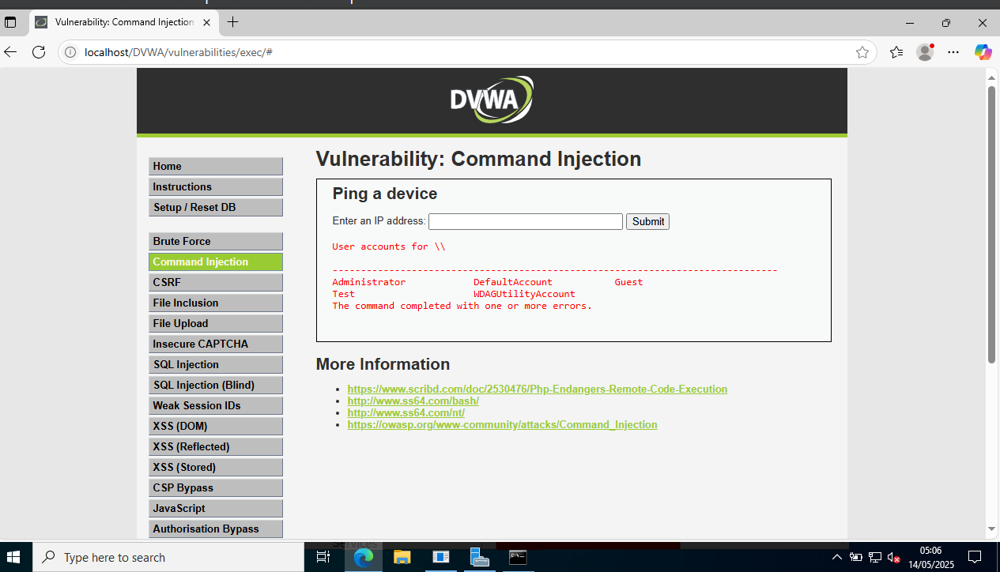 Vulnerability: Command Injection
localhost/DVWA/vulnerabilities/exec/#
DVWA
Home
Instructions
Setup / Reset DB
Brute Force
Command Injection
CSRF
File Inclusion
File Upload
Insecure CAPTCHA
SQL Injection
SQL Injection (Blind)
Weak Session IDs
XSS (DOM)
XSS (Reflected)
XSS (Stored)
CSP Bypass
JavaScript
Authorisation Bypass
Vulnerability: Command Injection
Ping a device
Enter an IP address: Submit
User accounts for \\
-------------------------------------------------------------------------------
Administrator DefaultAccount Guest
Test WDAGUtilityAccount
The command completed with one or more errors.
More Information
https://www.scribd.com/doc/2530476/Php-Endangers-Remote-Code-Execution
http://www.ss64.com/bash/
http://www.ss64.com/nt/
https://owasp.org/www-community/attacks/Command_Injection
Type here to search
05:06
14/05/2025